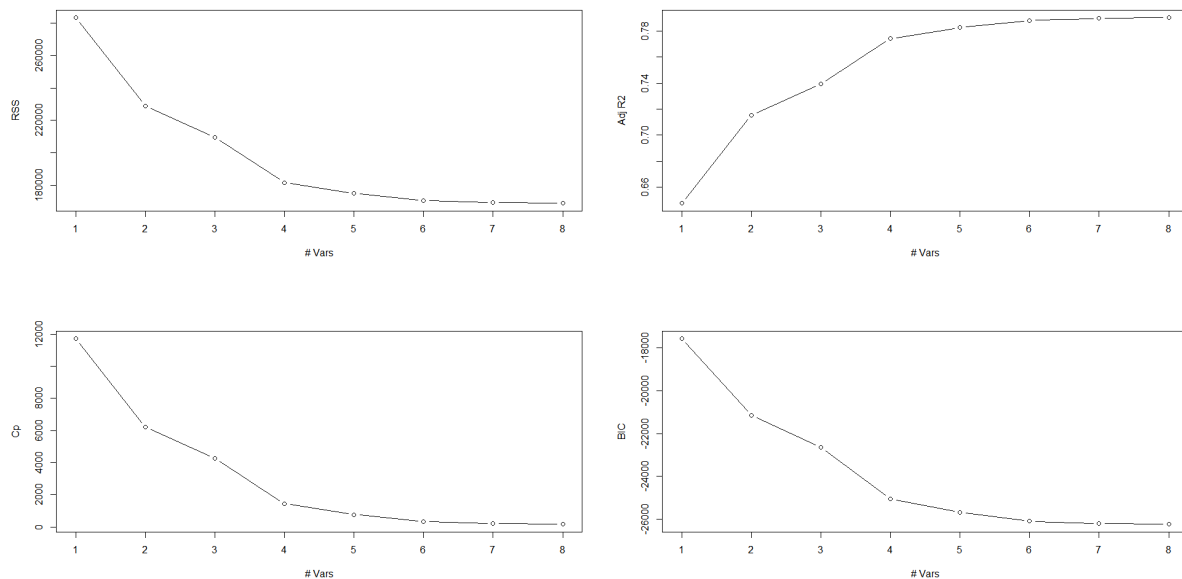 RSS
260000
220000
180000
1 2 3 4 5 6 7 8
# Vars
Adj R2
0.78
0.74
0.70
0.66
1 2 3 4 5 6 7 8
# Vars
Cp
12000
8000
6000
4000
2000
0
1 2 3 4 5 6 7 8
# Vars
BIC
-18000
-20000
-22000
-24000
-26000
1 2 3 4 5 6 7 8
# Vars